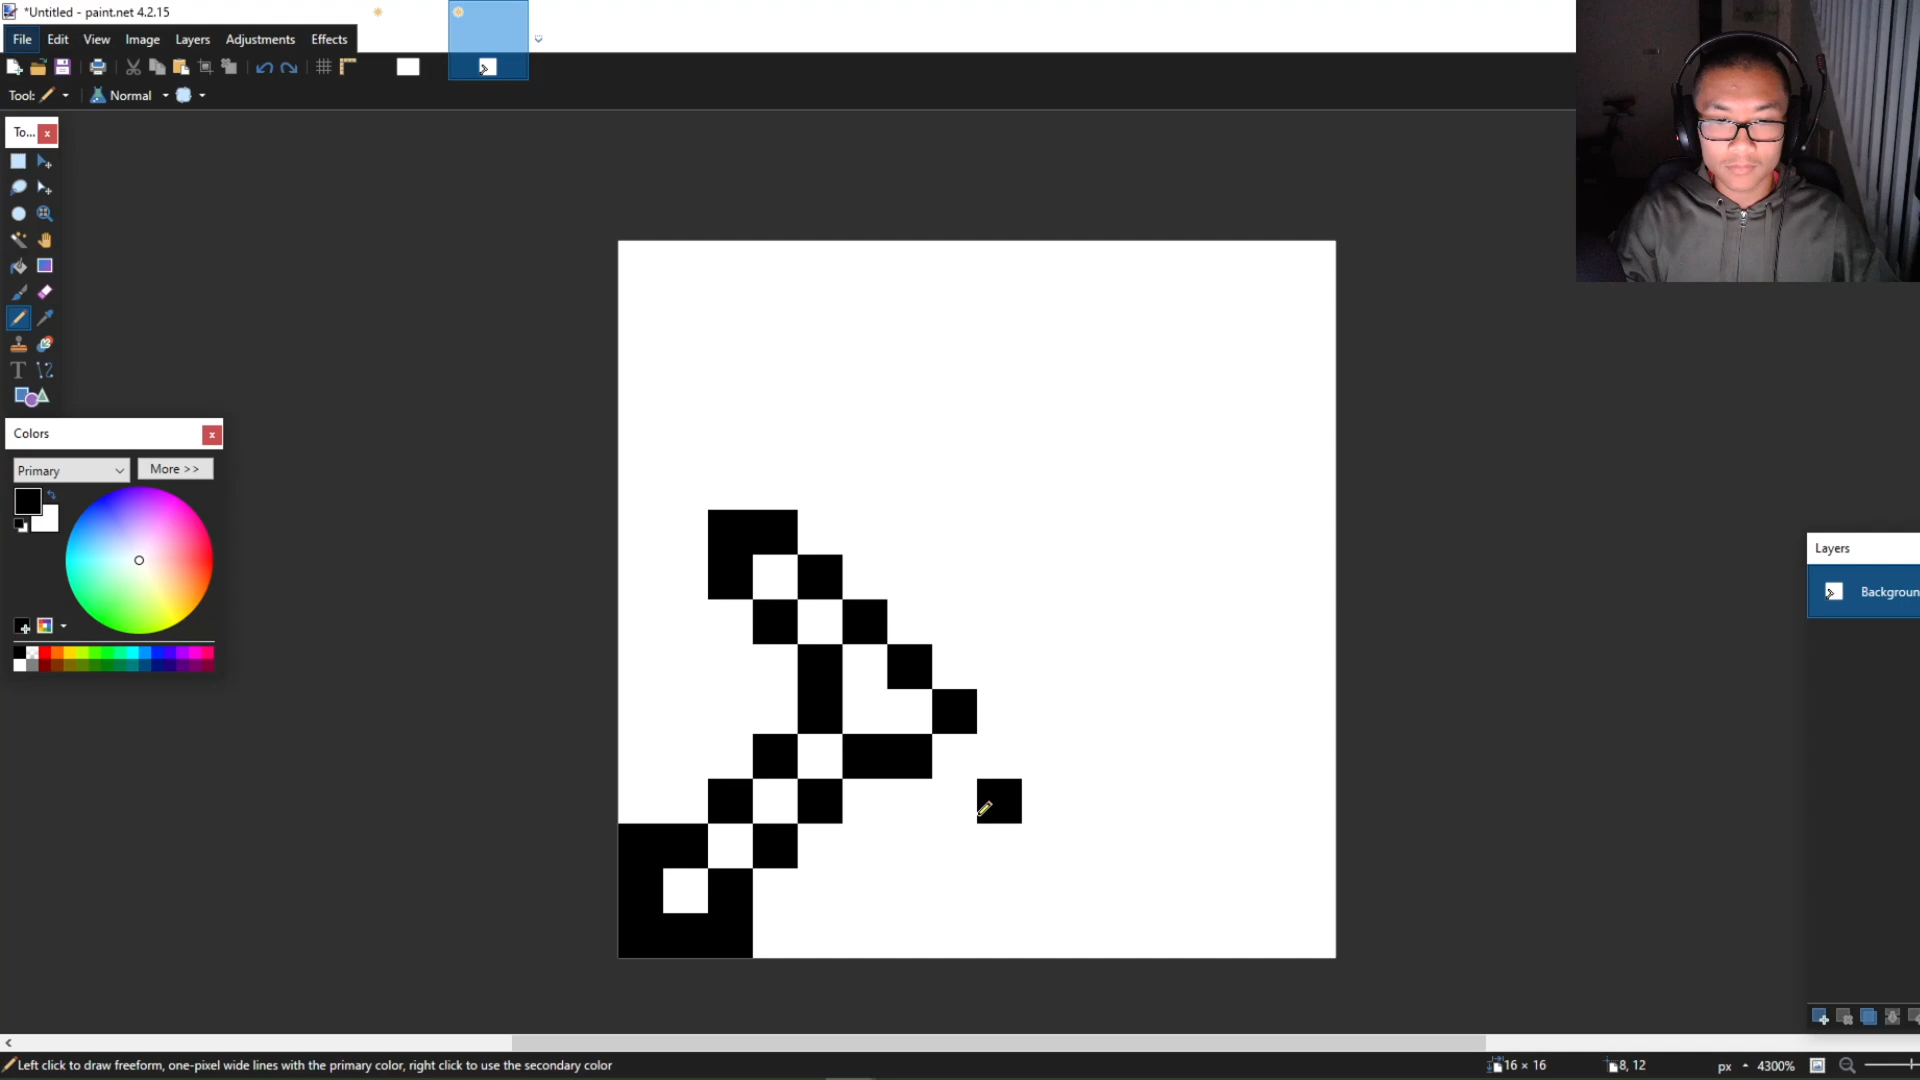 *Untitled - paint.net 4.2.15
File Edit View Image Layers Adjustments Effects
Tool: Normal
To...
Colors
Primary More >>
Layers
Backgroun
Left click to draw freeform, one-pixel wide lines with the primary color, right click to use the secondary color 16 × 16 8, 12 px 4300%